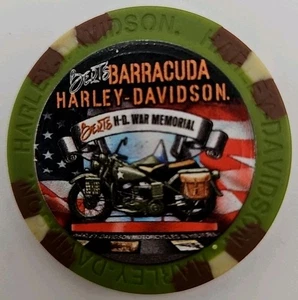 Bert's BARRACUDA
HARLEY-DAVIDSON.
Bert's H-D. WAR MEMORIAL
HARLEY-DAVIDSON.
HARLEY-DAVIDSON